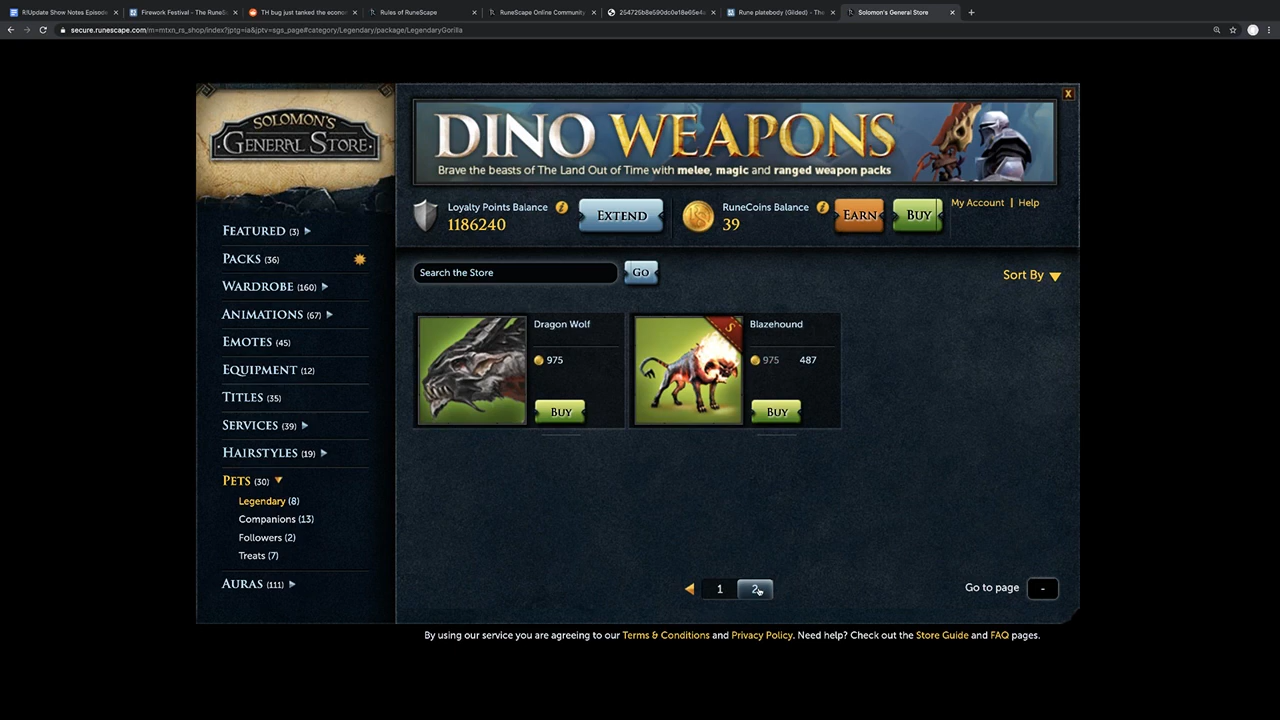 R!Update Show Notes Episode
Firework Festival - The RuneSc
TH bug just tanked the econom
Rules of RuneScape
RuneScape Online Community
Rune platebody (Gilded) - The
Solomon's General Store
secure.runescape.com/m=mtxn_rs_shop/index?jptg=ia&jptv=sgs_page#category/Legendary/package/LegendaryGorilla
SOLOMON'S
GENERAL STORE
DINO WEAPONS
Brave the beasts of The Land Out of Time with melee, magic and ranged weapon packs
X
Loyalty Points Balance
1186240
EXTEND
RuneCoins Balance
39
EARN
BUY
My Account | Help
FEATURED (3)
PACKS (36)
WARDROBE (160)
ANIMATIONS (67)
EMOTES (45)
EQUIPMENT (12)
TITLES (35)
SERVICES (39)
HAIRSTYLES (19)
PETS (30)
Legendary (8)
Companions (13)
Followers (2)
Treats (7)
AURAS (111)
Search the Store
GO
Sort By
Dragon Wolf
975
BUY
S
Blazehound
975 487
BUY
1 2
Go to page -
By using our service you are agreeing to our Terms & Conditions and Privacy Policy. Need help? Check out the Store Guide and FAQ pages.